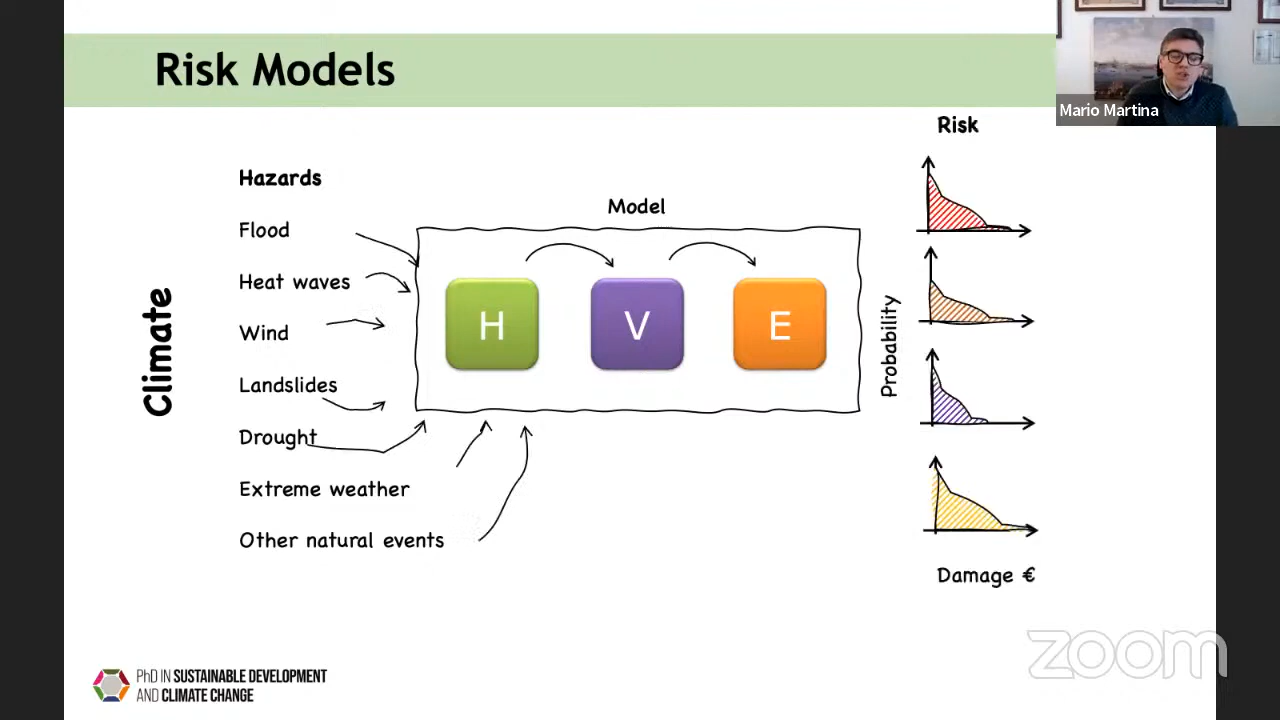 Risk Models
Mario Martina
Risk
Hazards
Model
Flood
Heat waves
Wind
Landslides
Drought
Extreme weather
Other natural events
Climate
H
V
E
Probability
Damage €
zoom
PhD IN SUSTAINABLE DEVELOPMENT
AND CLIMATE CHANGE